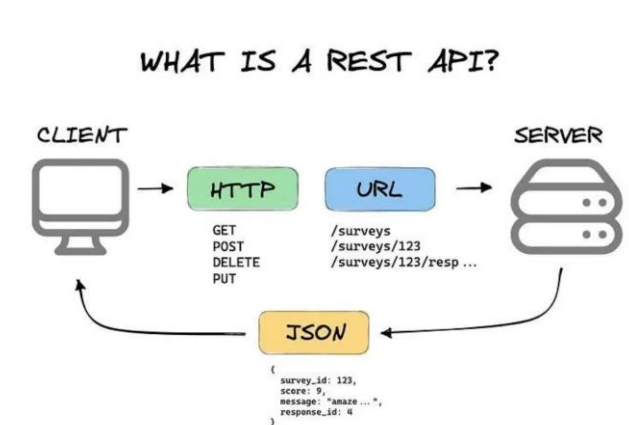 WHAT IS A REST API?
CLIENT
SERVER
HTTP
URL
GET
POST
DELETE
PUT
/surveys
/surveys/123
/surveys/123/resp ...
JSON
{
survey_id: 123,
score: 9,
message: "amaze ... ",
response_id: 4
}